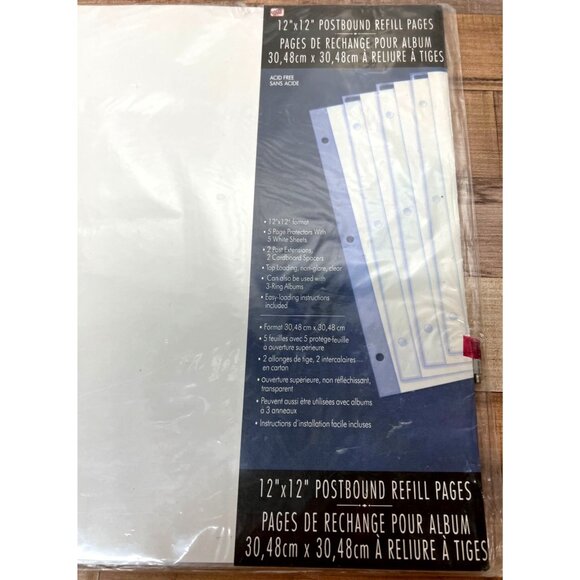 12"x12" POSTBOUND REFILL PAGES
PAGES DE RECHANGE POUR ALBUM
30,48cm x 30,48cm À RELIURE À TIGES
ACID FREE
SANS ACIDE
• 12"x12" format
• 5 Page Protectors With
5 White Sheets
• 2 Post Extensions,
2 Cardboard Spacers
• Top Loading, non-glare, clear
• Can also be used with
3-Ring Albums
• Easy-loading instructions
included
• Format 30,48 cm x 30,48 cm
• 5 feuilles avec 5 protège-feuille
à ouverture supérieure
• 2 allonges de tige, 2 intercalaires
en carton
• ouverture supérieure, non réfléchissant,
transparent
• Peuvent aussi être utilisées avec albums
à 3 anneaux
• Instructions d'installation facile incluses
12"x12" POSTBOUND REFILL PAGES
PAGES DE RECHANGE POUR ALBUM
30,48cm x 30,48cm À RELIURE À TIGES